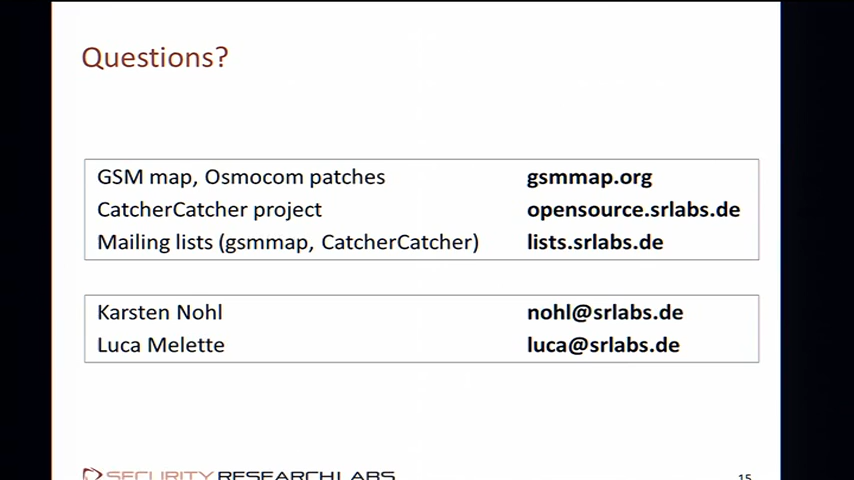 Questions?
GSM map, Osmocom patches gsmmap.org
CatcherCatcher project opensource.srlabs.de
Mailing lists (gsmmap, CatcherCatcher) lists.srlabs.de
Karsten Nohl nohl@srlabs.de
Luca Melette luca@srlabs.de
SECURITY RESEARCH LABS 15